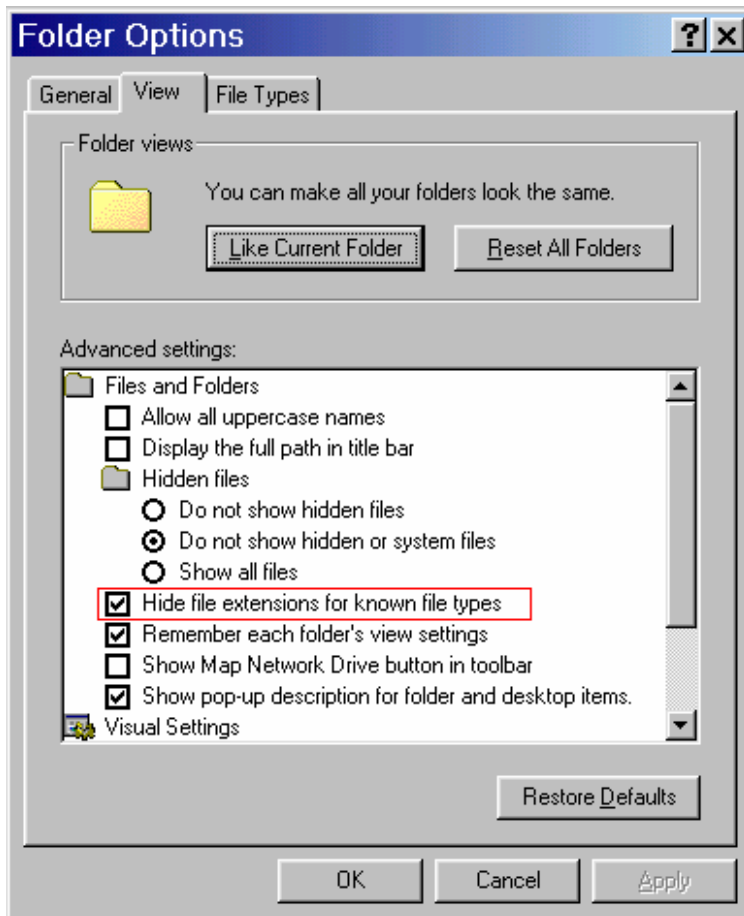 Folder Options
General View File Types
Folder views
You can make all your folders look the same.
Like Current Folder Reset All Folders
Advanced settings:
Files and Folders
Allow all uppercase names
Display the full path in title bar
Hidden files
Do not show hidden files
Do not show hidden or system files
Show all files
Hide file extensions for known file types
Remember each folder's view settings
Show Map Network Drive button in toolbar
Show pop-up description for folder and desktop items.
Visual Settings
Restore Defaults
OK Cancel Apply